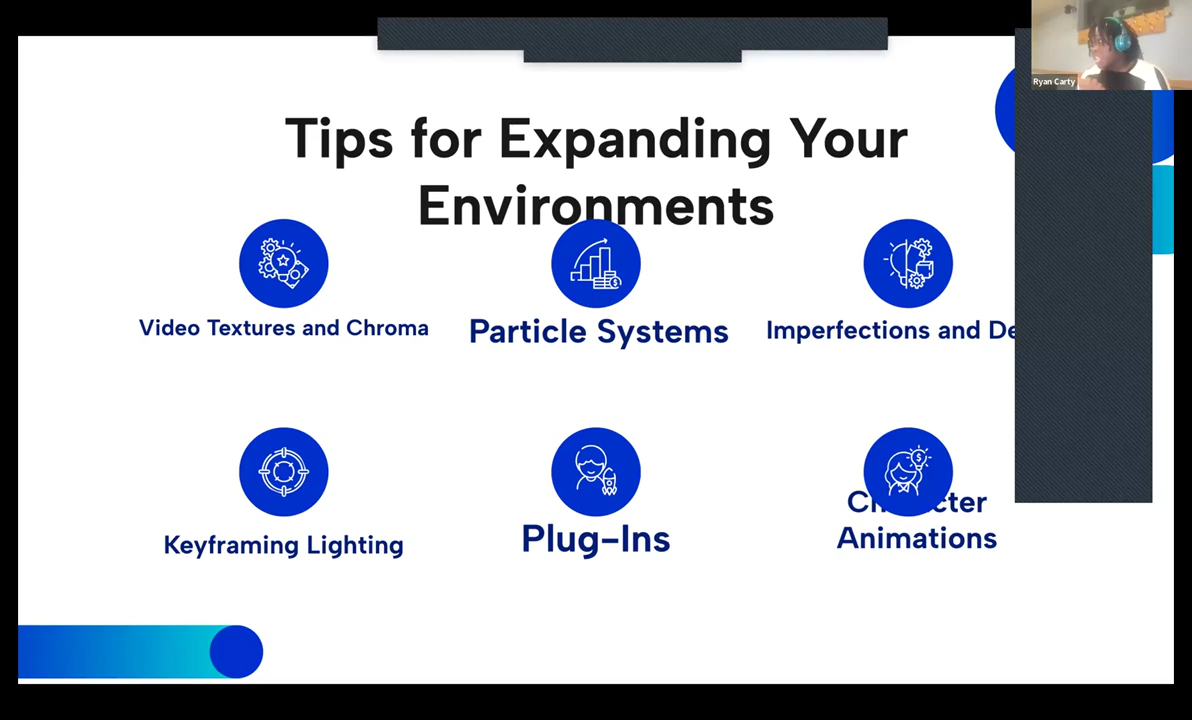 Ryan Carty
Tips for Expanding Your
Environments
Video Textures and Chroma
Particle Systems
Imperfections and
Keyframing Lighting
Plug-Ins
Animations